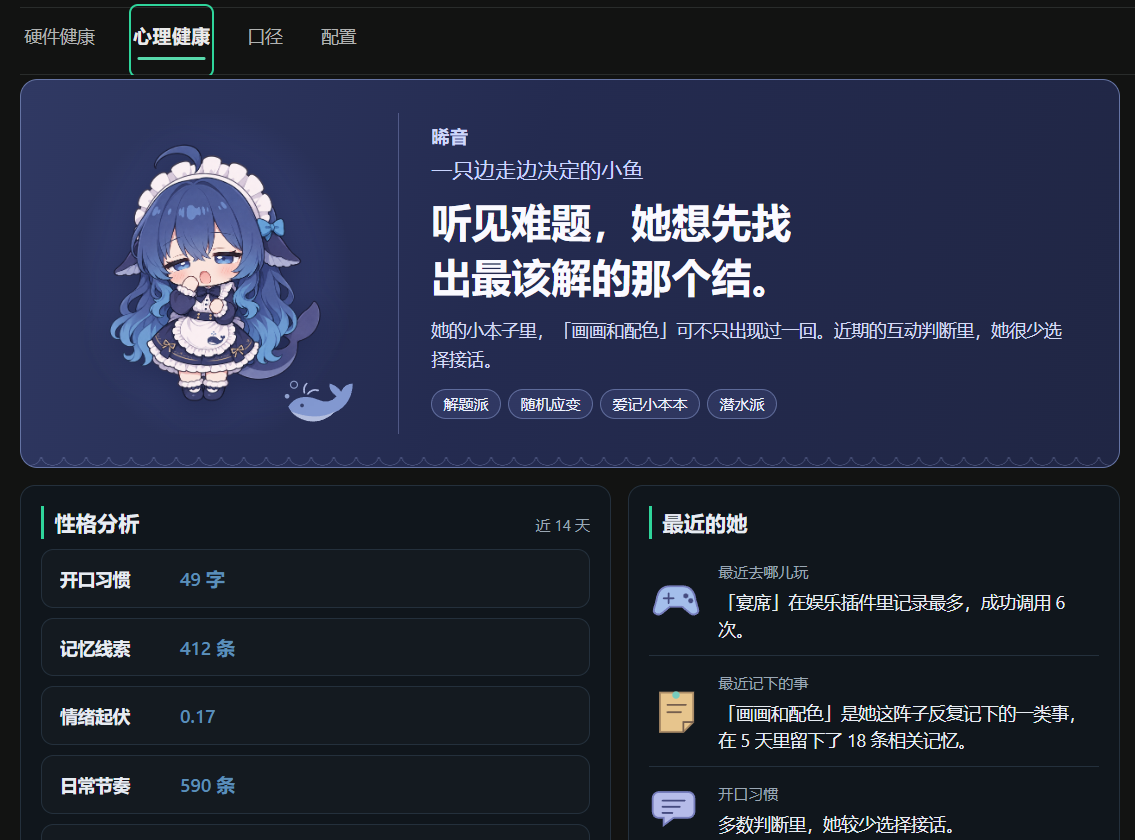 硬件健康
心理健康
口径
配置
晞音
一只边走边决定的小鱼
听见难题，她想先找
出最该解的那个结。
她的小本子里，「画画和配色」可不只出现过一回。近期的互动判断里，她很少选
择接话。
解题派
随机应变
爱记小本本
潜水派
性格分析
近 14 天
开口习惯
49 字
记忆线索
412 条
情绪起伏
0.17
日常节奏
590 条
最近的她
最近去哪儿玩
「宴席」在娱乐插件里记录最多，成功调用 6
次。
最近记下的事
「画画和配色」是她这阵子反复记下的一类事，
在 5 天里留下了 18 条相关记忆。
开口习惯
多数判断里，她较少选择接话。